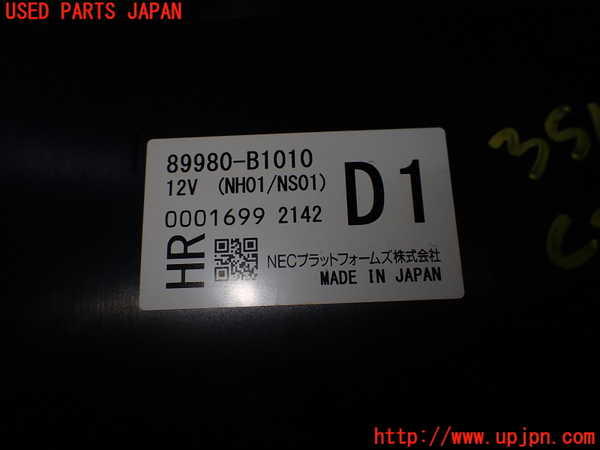 USED PARTS JAPAN
89980-B1010
12V (NH01/NS01)
0001699 2142
D1
HR
NECプラットフォームズ株式会社
MADE IN JAPAN
http://www.upjpn.com/